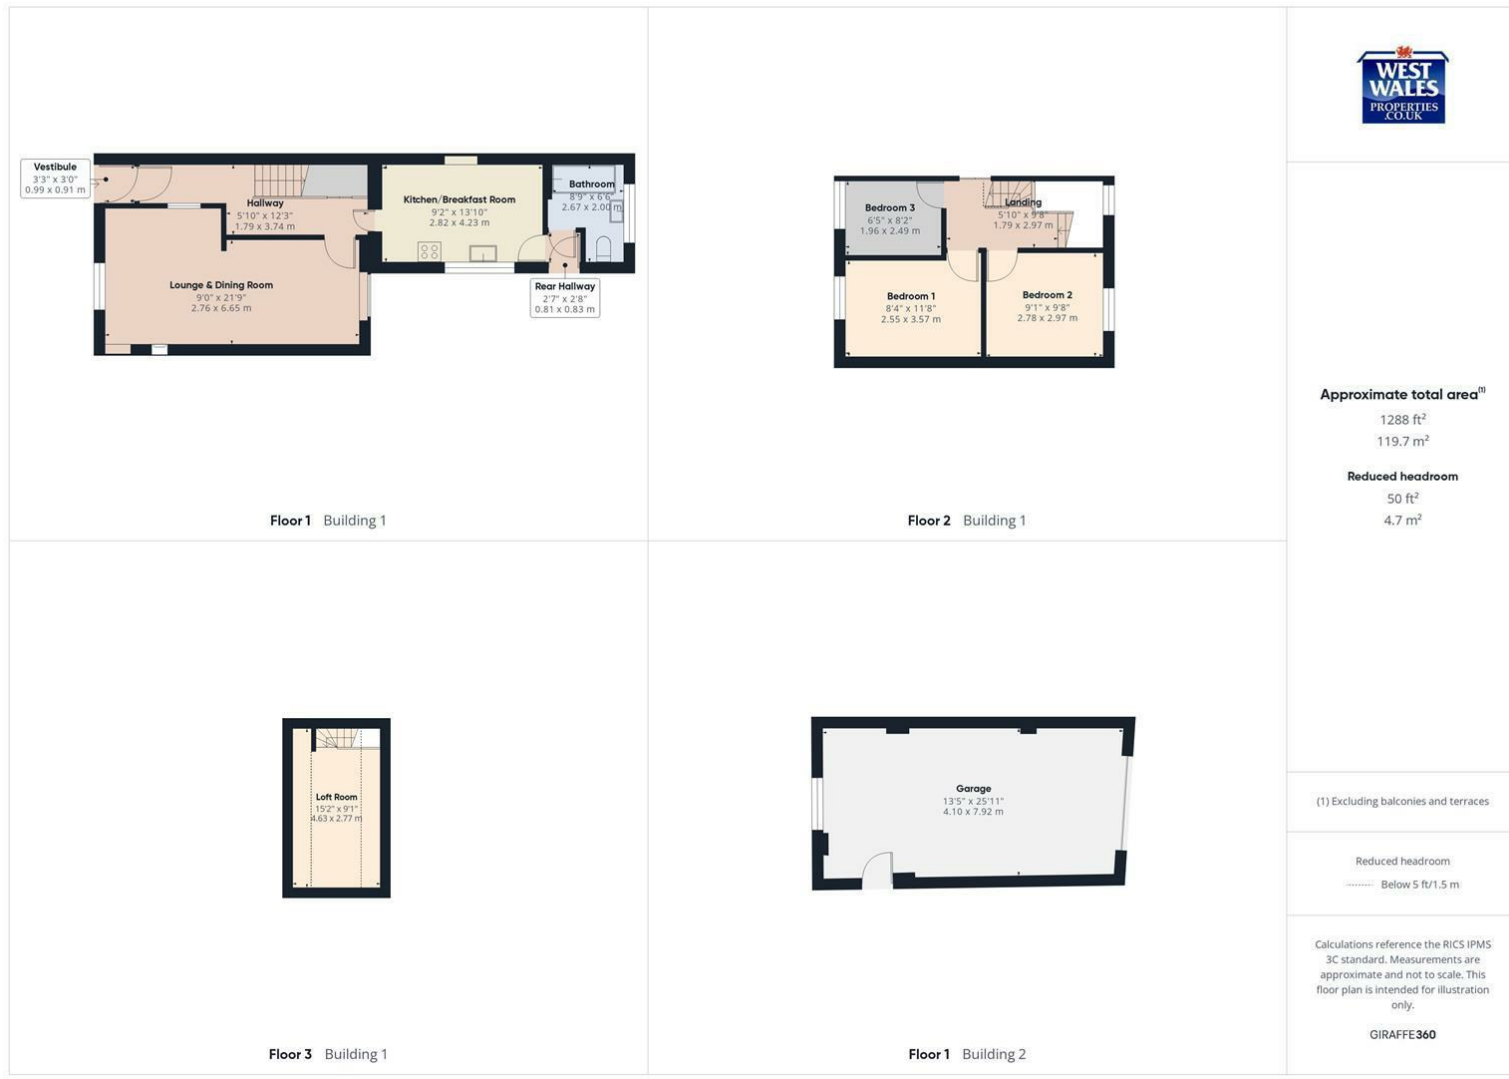 Vestibule
3'3" x 3'0"
0.99 x 0.91 m
Hallway
5'10" x 12'3"
1.79 x 3.74 m
Kitchen/Breakfast Room
9'2" x 13'10"
2.82 x 4.23 m
Bathroom
8'9" x 6'6"
2.67 x 2.00 m
Lounge & Dining Room
9'0" x 21'9"
2.76 x 6.65 m
Rear Hallway
2'7" x 2'8"
0.81 x 0.83 m
Floor 1 Building 1
Bedroom 3
6'5" x 8'2"
1.96 x 2.49 m
Landing
5'10" x 9'8"
1.79 x 2.97 m
Bedroom 1
8'4" x 11'8"
2.55 x 3.57 m
Bedroom 2
9'1" x 9'8"
2.78 x 2.97 m
Floor 2 Building 1
Loft Room
15'2" x 9'1"
4.63 x 2.77 m
Floor 3 Building 1
Garage
13'5" x 25'11"
4.10 x 7.92 m
Floor 1 Building 2
WEST
WALES
PROPERTIES
.CO.UK
Approximate total area(1)
1288 ft²
119.7 m²
Reduced headroom
50 ft²
4.7 m²
(1) Excluding balconies and terraces
Reduced headroom
Below 5 ft/1.5 m
Calculations reference the RICS IPMS
3C standard. Measurements are
approximate and not to scale. This
floor plan is intended for illustration
only.
GIRAFFE360